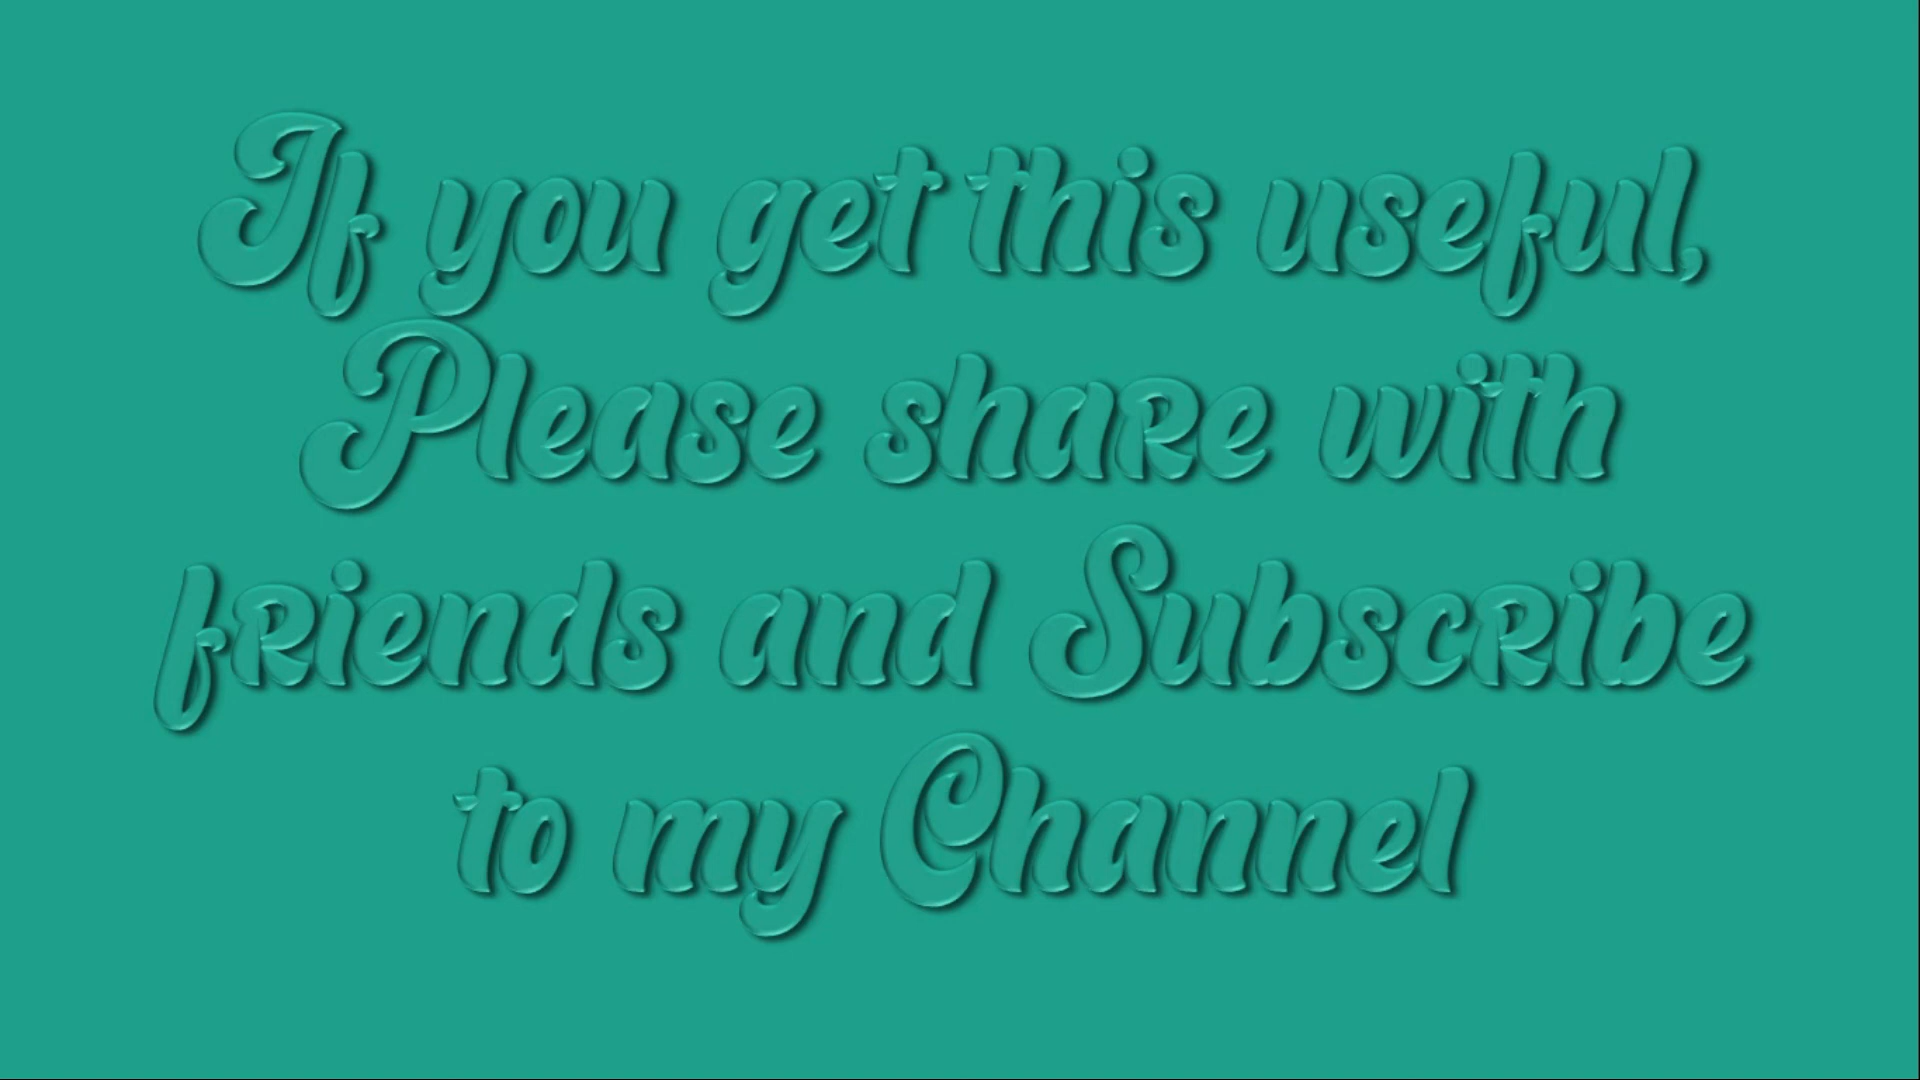 If you get this useful,
Please share with
friends and Subscribe
to my Channel